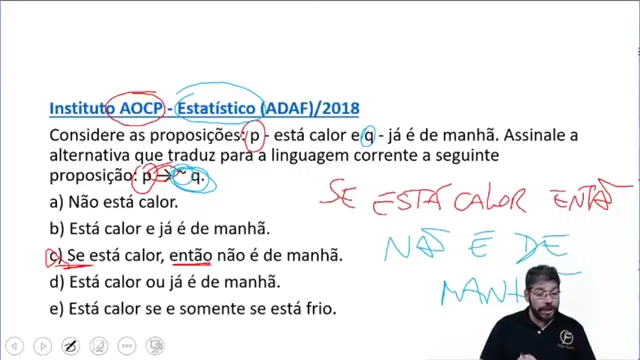 Instituto AOCP - Estatístico (ADAF)/2018
Considere as proposições: p - está calor e q - já é de manhã. Assinale a
alternativa que traduz para a linguagem corrente a seguinte
proposição: p → ~ q.
a) Não está calor.
b) Está calor e já é de manhã.
c) Se está calor, então não é de manhã.
d) Está calor ou já é de manhã.
e) Está calor se e somente se está frio.
SE ESTÁ CALOR ENTÃO
NÃO É DE